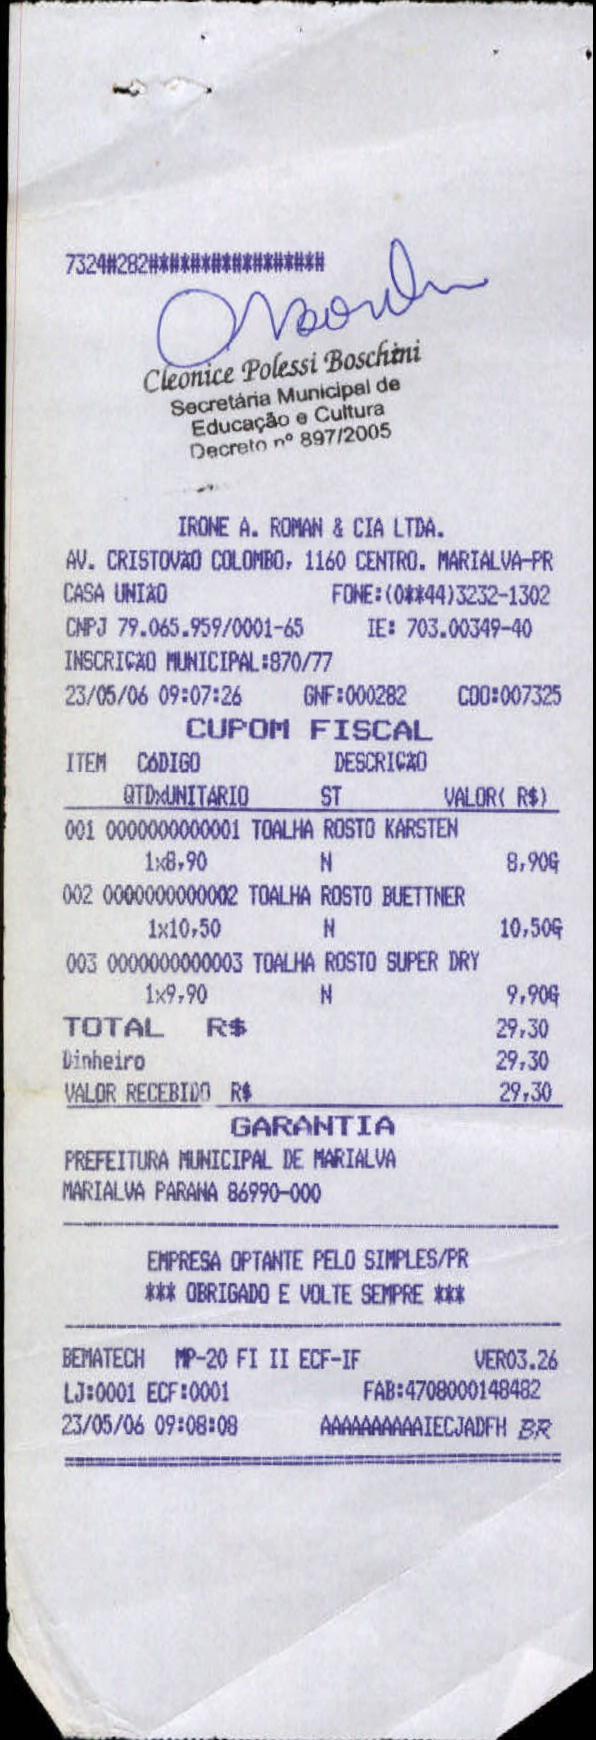 7324#282#################
Cleonice Polessi Boschini
Secretária Municipal de
Educação e Cultura
Decreto nº 897/2005
IRONE A. ROMAN & CIA LTDA.
AV. CRISTOVÃO COLOMBO, 1160 CENTRO. MARIALVA-PR
CASA UNIÃO FONE:(0**44)3232-1302
CNPJ 79.065.959/0001-65 IE: 703.00349-40
INSCRIÇÃO MUNICIPAL:870/77
23/05/06 09:07:26 GNF:000282 COO:007325
CUPOM FISCAL
ITEM CóDIGO DESCRIÇÃO
QTDxUNITARIO ST VALOR( R$)
001 0000000000001 TOALHA ROSTO KARSTEN
1x8,90 N 8,90G
002 0000000000002 TOALHA ROSTO BUETTNER
1x10,50 N 10,50G
003 0000000000003 TOALHA ROSTO SUPER DRY
1x9,90 N 9,90G
TOTAL R$ 29,30
Dinheiro 29,30
VALOR RECEBIDO R$ 29,30
GARANTIA
PREFEITURA MUNICIPAL DE MARIALVA
MARIALVA PARANA 86990-000
EMPRESA OPTANTE PELO SIMPLES/PR
*** OBRIGADO E VOLTE SEMPRE ***
BEMATECH MP-20 FI II ECF-IF VER03.26
LJ:0001 ECF:0001 FAB:4708000148482
23/05/06 09:08:08 AAAAAAAAAAIECJADFH BR